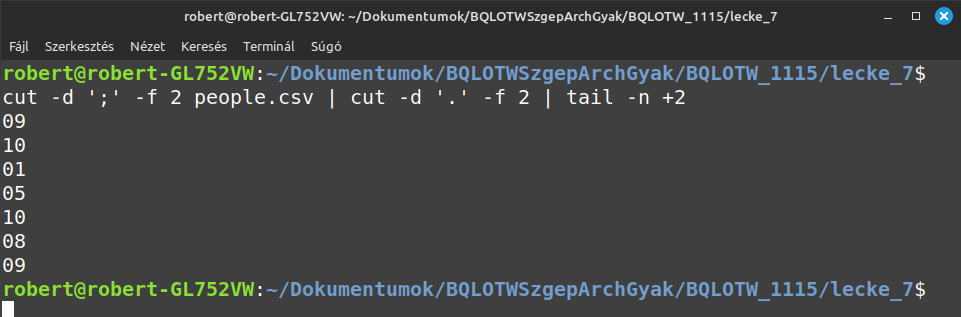 robert@robert-GL752VW: ~/Dokumentumok/BQLOTWSzgepArchGyak/BQLOTW_1115/lecke_7
Fájl Szerkesztés Nézet Keresés Terminál Súgó
robert@robert-GL752VW:~/Dokumentumok/BQLOTWSzgepArchGyak/BQLOTW_1115/lecke_7$
cut -d ';' -f 2 people.csv | cut -d '.' -f 2 | tail -n +2
09
10
01
05
10
08
09
robert@robert-GL752VW:~/Dokumentumok/BQLOTWSzgepArchGyak/BQLOTW_1115/lecke_7$